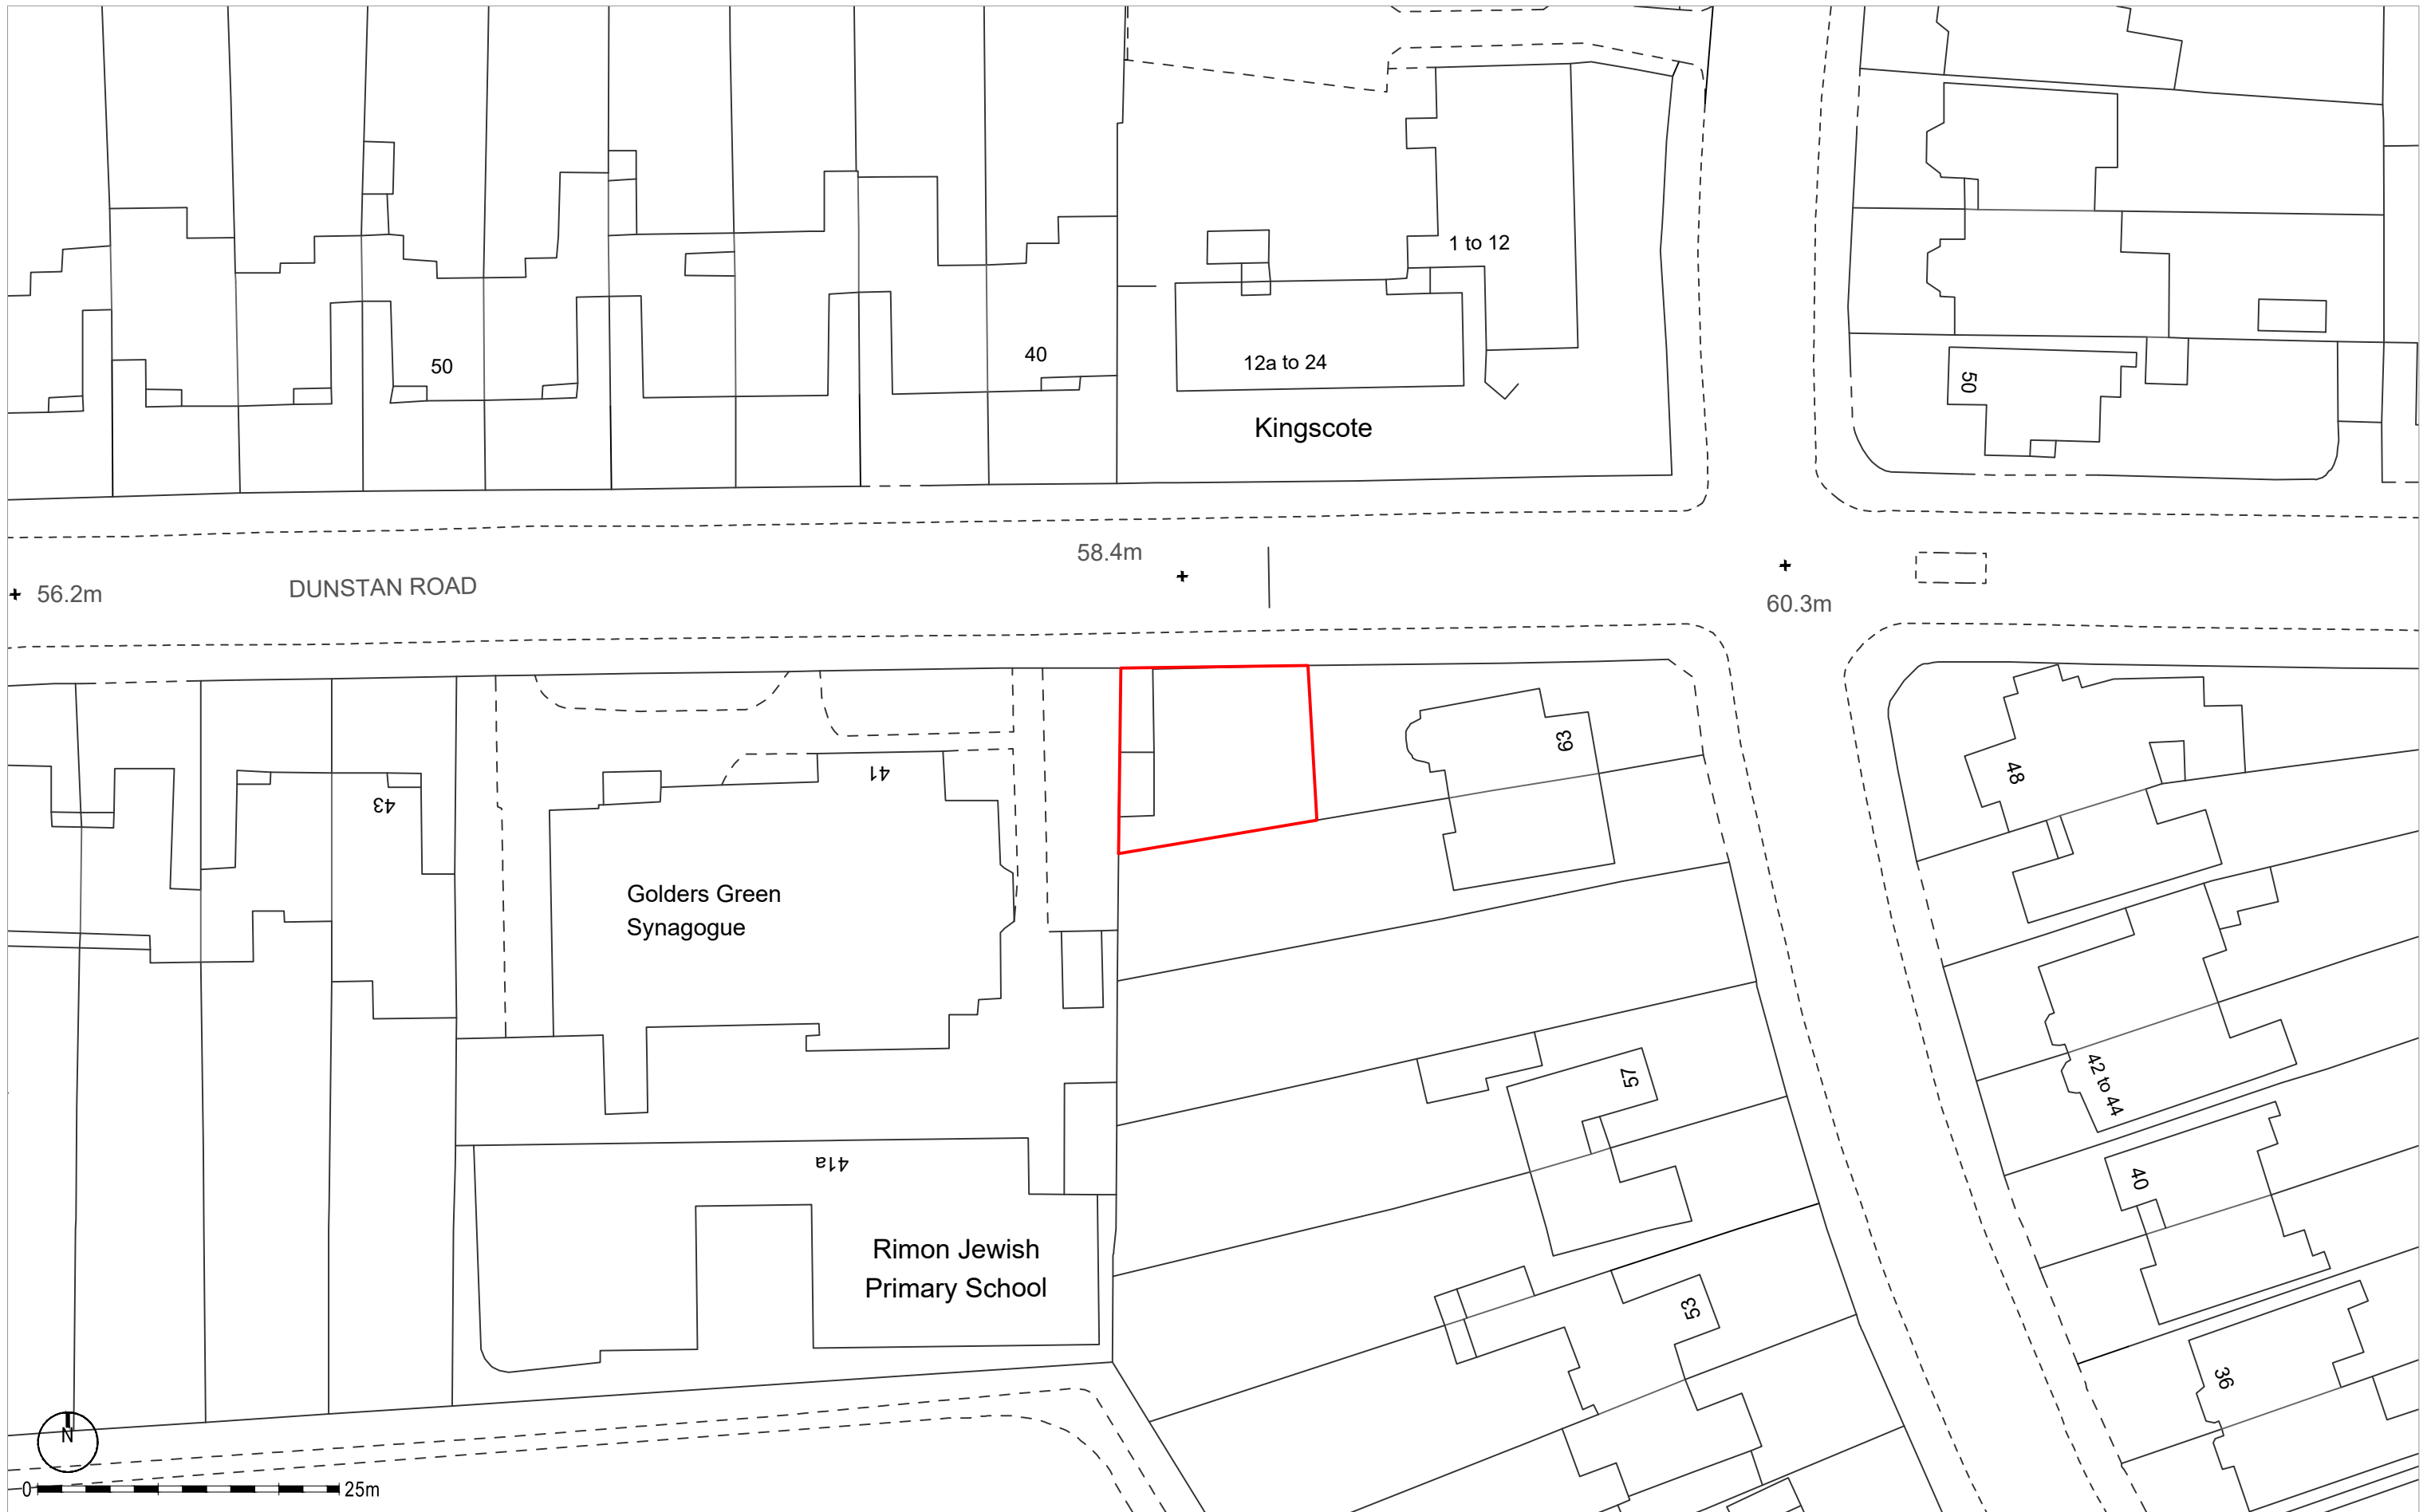 1 to 12
50
40
12a to 24
50
Kingscote
58.4m
56.2m
DUNSTAN ROAD
60.3m
63
41
43
48
Golders Green
Synagogue
57
42 to 44
41a
40
Rimon Jewish
Primary School
53
36
N
0
25m